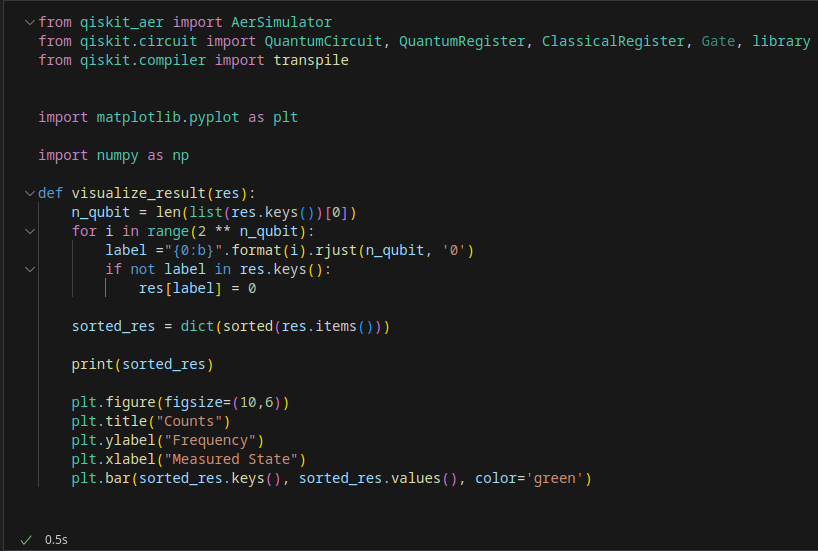 from qiskit_aer import AerSimulator
from qiskit.circuit import QuantumCircuit, QuantumRegister, ClassicalRegister, Gate, library
from qiskit.compiler import transpile
import matplotlib.pyplot as plt
import numpy as np
def visualize_result(res):
    n_qubit = len(list(res.keys())[0])
    for i in range(2 ** n_qubit):
        label ="{0:b}".format(i).rjust(n_qubit, '0')
        if not label in res.keys():
            res[label] = 0
    sorted_res = dict(sorted(res.items()))
    print(sorted_res)
    plt.figure(figsize=(10,6))
    plt.title("Counts")
    plt.ylabel("Frequency")
    plt.xlabel("Measured State")
    plt.bar(sorted_res.keys(), sorted_res.values(), color='green')
0.5s